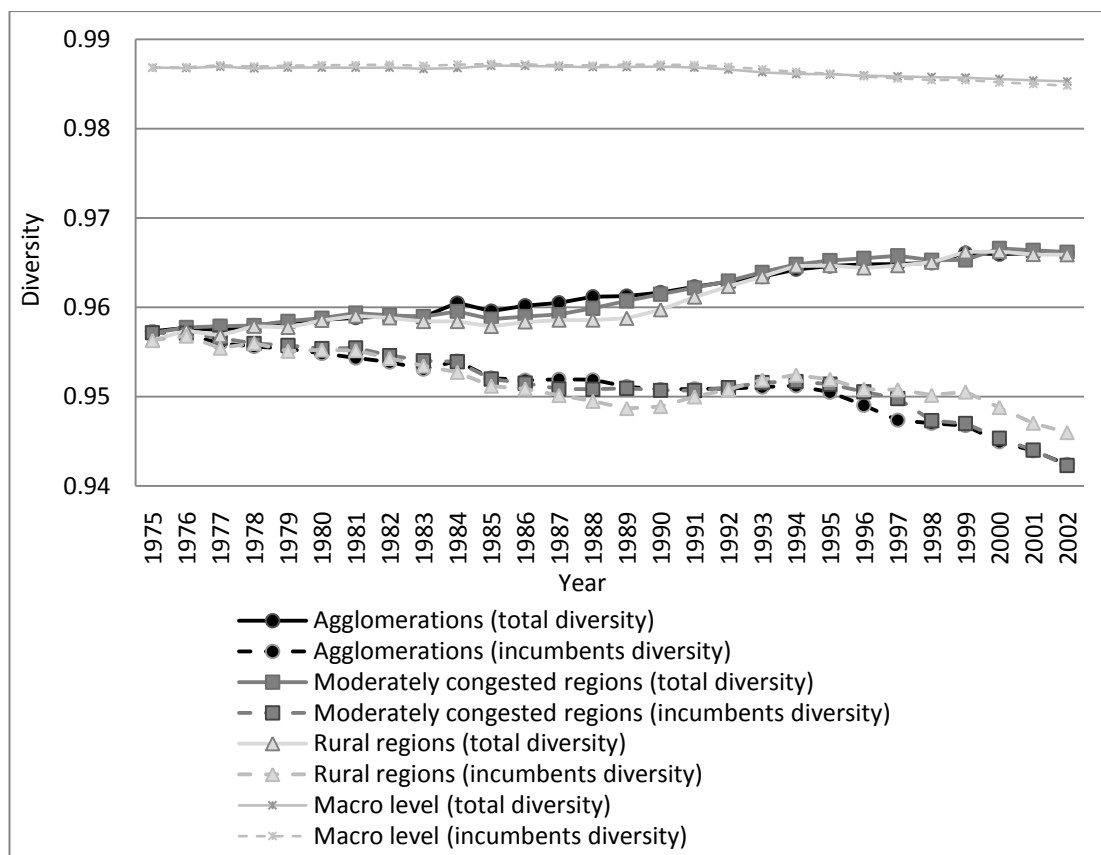 0.99
0.98
0.97
0.96
0.95
0.94
Diversity
1975 1976 1977 1978 1979 1980 1981 1982 1983 1984 1985 1986 1987 1988 1989 1990 1991 1992 1993 1994 1995 1996 1997 1998 1999 2000 2001 2002
Year
Agglomerations (total diversity)
Agglomerations (incumbents diversity)
Moderately congested regions (total diversity)
Moderately congested regions (incumbents diversity)
Rural regions (total diversity)
Rural regions (incumbents diversity)
Macro level (total diversity)
Macro level (incumbents diversity)